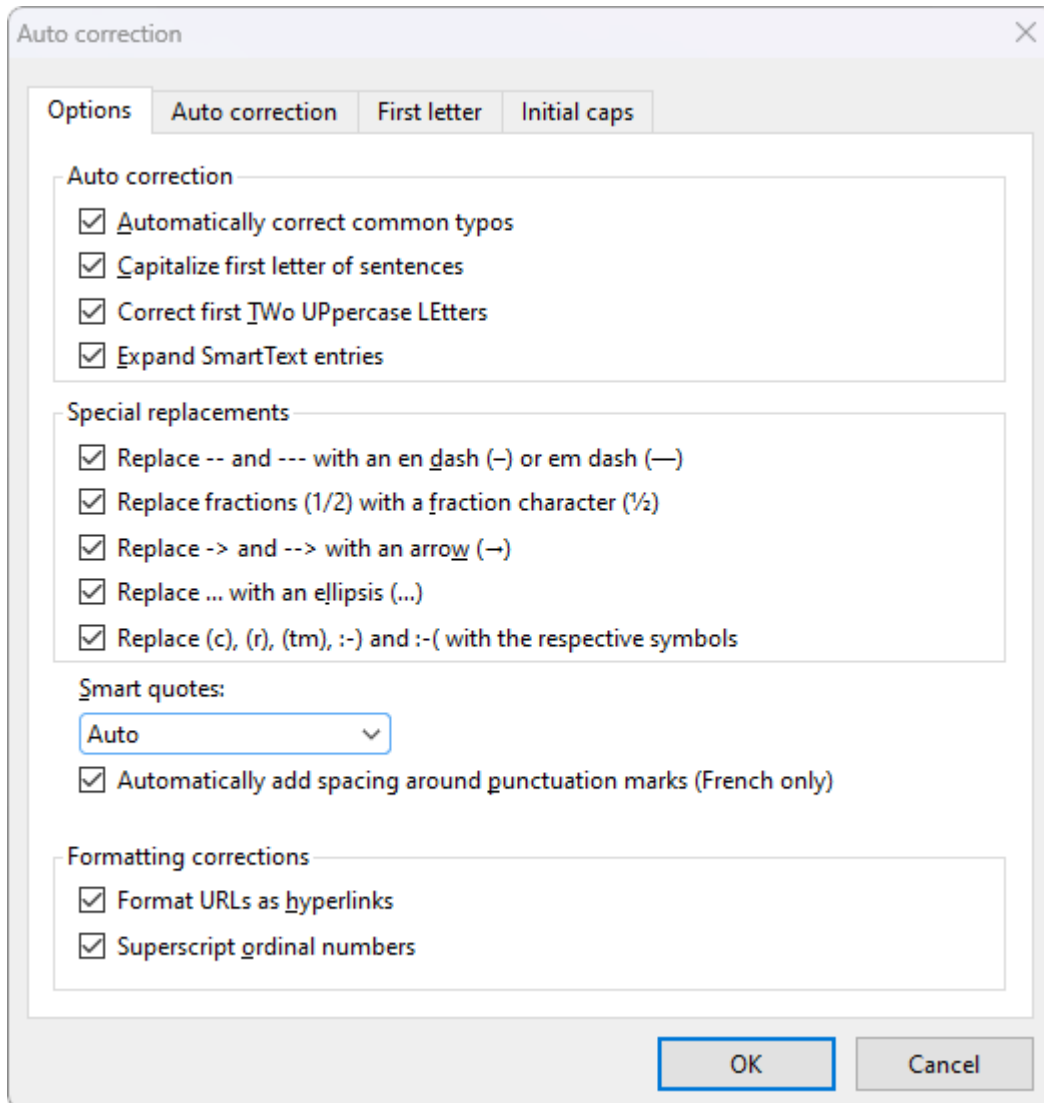 Auto correction
Options
Auto correction
First letter
Initial caps
Auto correction
Automatically correct common typos
Capitalize first letter of sentences
Correct first TWo UPpercase LEtters
Expand SmartText entries
Special replacements
Replace -- and --- with an en dash (–) or em dash (—)
Replace fractions (1/2) with a fraction character (½)
Replace -> and --> with an arrow (→)
Replace ... with an ellipsis (…)
Replace (c), (r), (tm), :-) and :-( with the respective symbols
Smart quotes:
Auto
Automatically add spacing around punctuation marks (French only)
Formatting corrections
Format URLs as hyperlinks
Superscript ordinal numbers
OK
Cancel